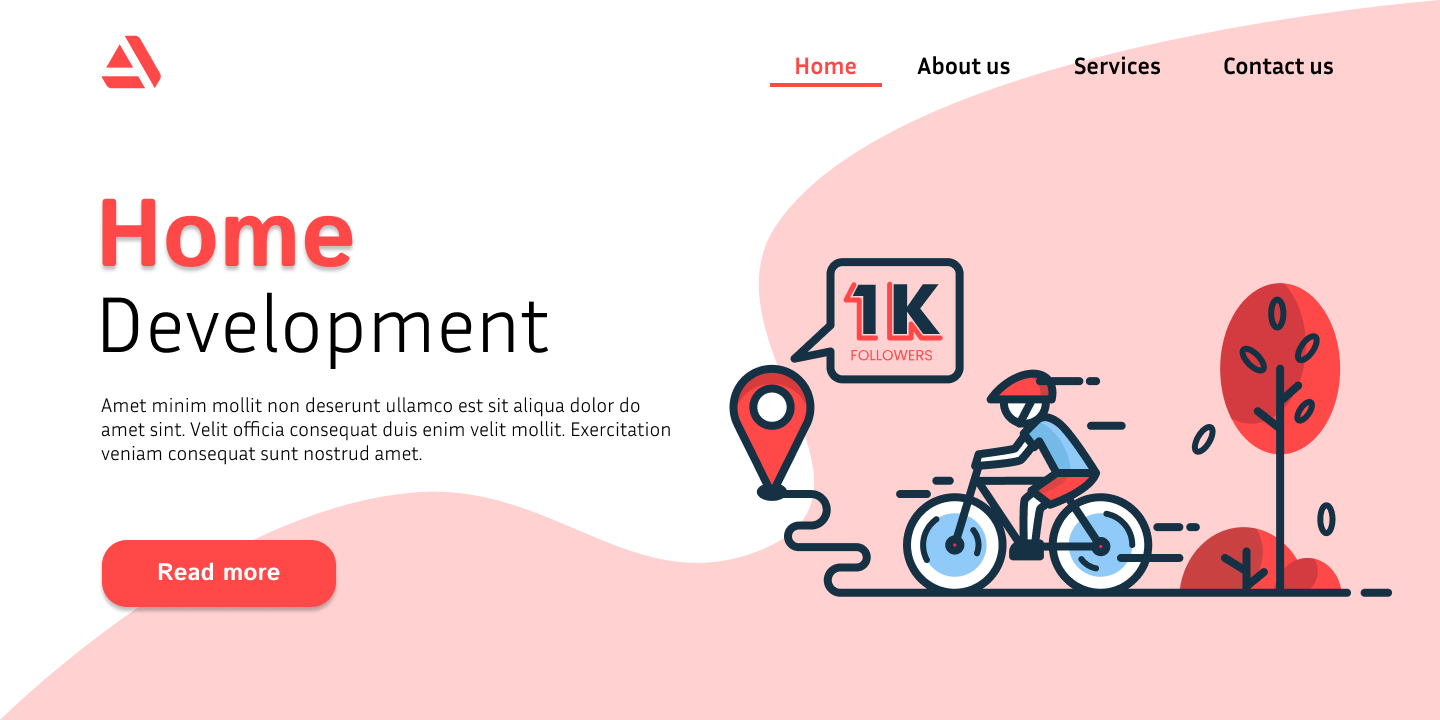 Home
About us
Services
Contact us
Home
Development
Amet minim mollit non deserunt ullamco est sit aliqua dolor do
amet sint. Velit officia consequat duis enim velit mollit. Exercitation
veniam consequat sunt nostrud amet.
Read more
1K
FOLLOWERS